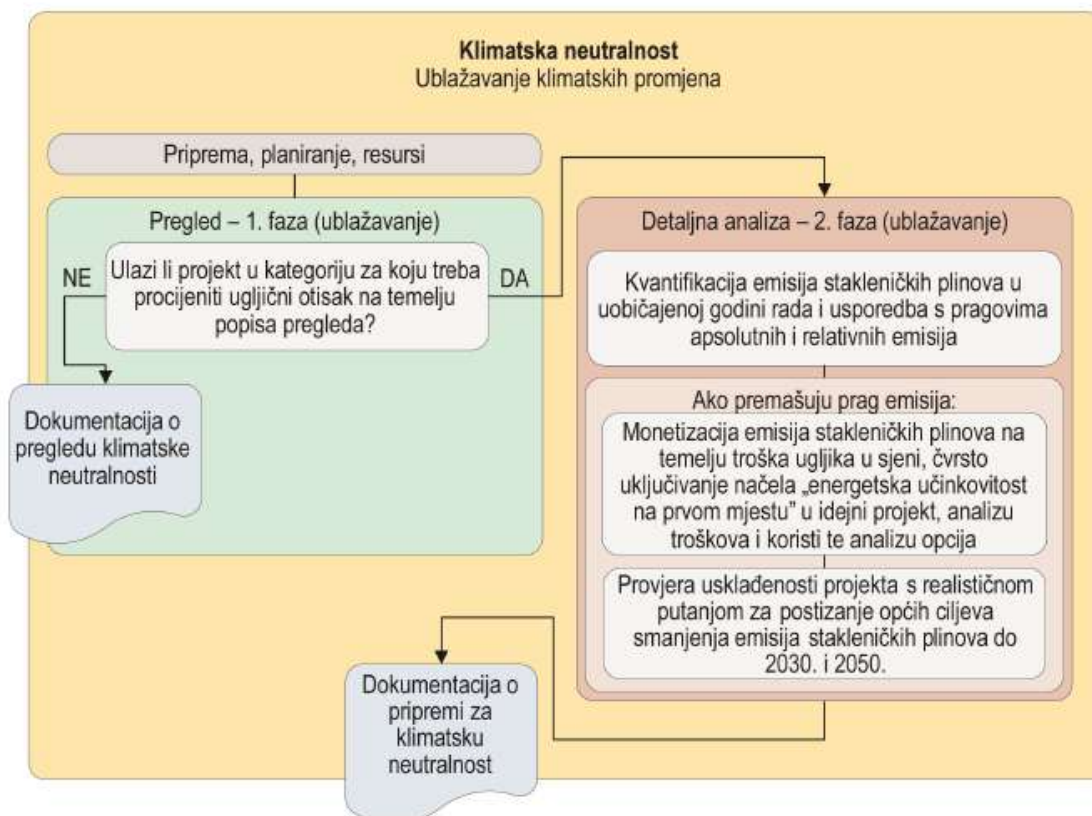 Klimatska neutralnost
Ublažavanje klimatskih promjena
Priprema, planiranje, resursi
Pregled – 1. faza (ublažavanje)
NE
Ulazi li projekt u kategoriju za koju treba
procijeniti ugljični otisak na temelju
popisa pregleda?
DA
Dokumentacija o
pregledu klimatske
neutralnosti
Detaljna analiza – 2. faza (ublažavanje)
Kvantifikacija emisija stakleničkih plinova u
uobičajenoj godini rada i usporedba s pragovima
apsolutnih i relativnih emisija
Ako premašuju prag emisija:
Monetizacija emisija stakleničkih plinova na
temelju troška ugljika u sjeni, čvrsto
uključivanje načela „energetska učinkovitost
na prvom mjestu” u idejni projekt, analizu
troškova i koristi te analizu opcija
Provjera usklađenosti projekta s realističnom
putanjom za postizanje općih ciljeva
smanjenja emisija stakleničkih plinova do
2030. i 2050.
Dokumentacija o
pripremi za
klimatsku
neutralnost